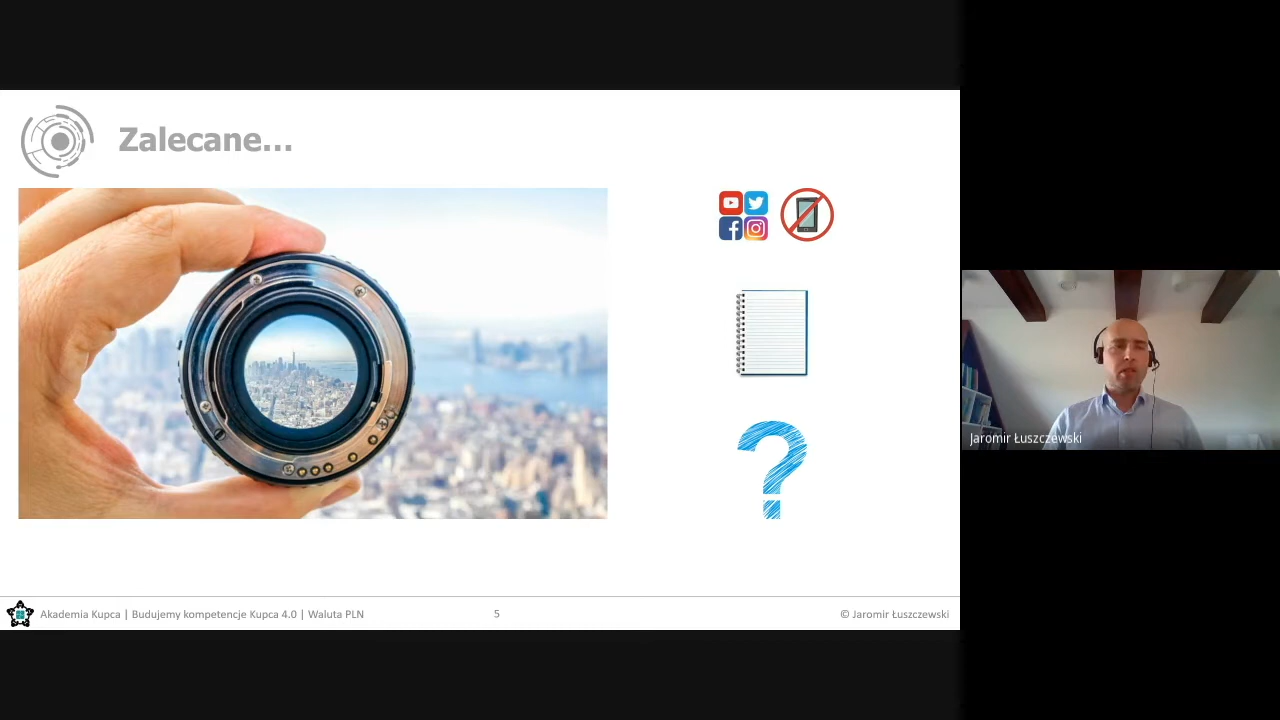 Zalecane...
Akademia Kupca | Budujemy kompetencje Kupca 4.0 | Waluta PLN
5
© Jaromir Łuszczewski
Jaromir Łuszczewski